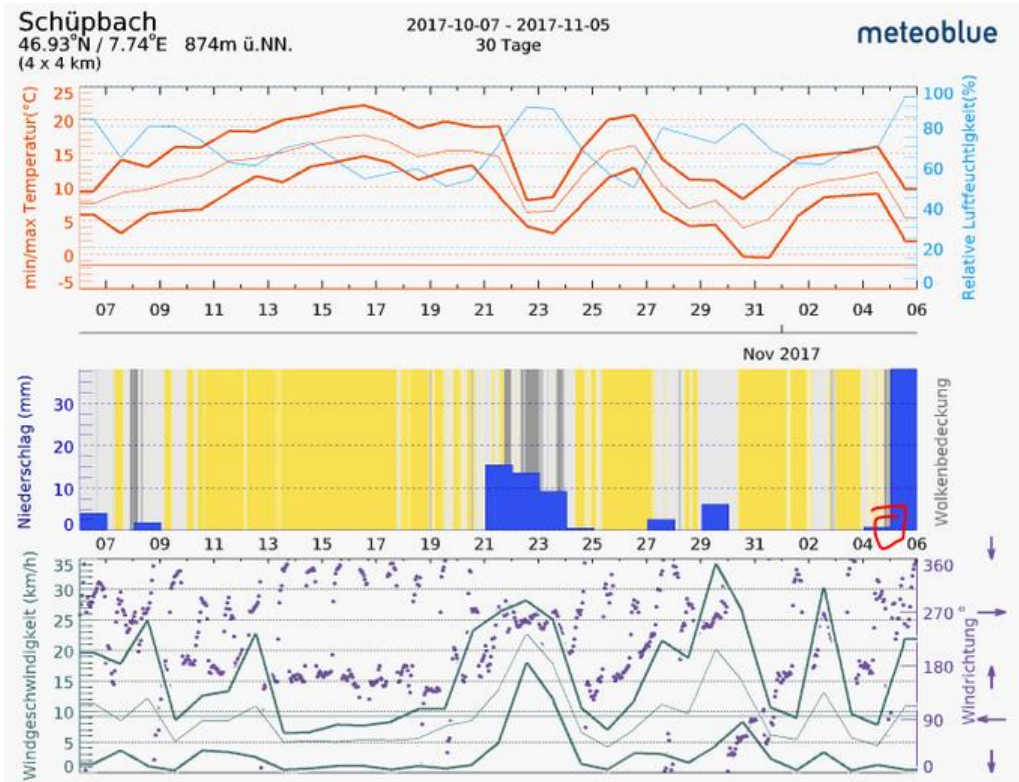 Schüpbach
46.93°N / 7.74°E 874m ü.NN.
(4 x 4 km)
2017-10-07 - 2017-11-05
30 Tage
meteoblue
min/max Temperatur(°C)
25
20
15
10
5
0
-5
100
80
60
40
20
0
Relative Luftfeuchtigkeit(%)
07 09 11 13 15 17 19 21 23 25 27 29 31 02 04 06
Nov 2017
Niederschlag (mm)
30
20
10
0
Wolkenbedeckung
07 09 11 13 15 17 19 21 23 25 27 29 31 02 04 06
Windgeschwindigkeit (km/h)
35
30
25
20
15
10
5
0
360
270
180
90
0
Windrichtung °